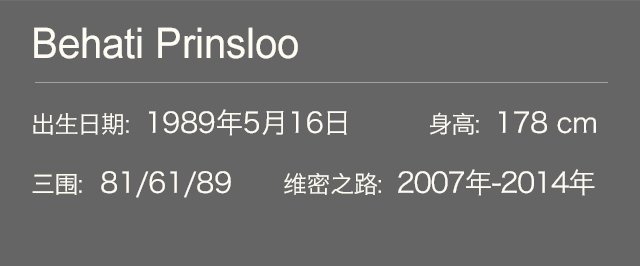 Behati Prinsloo
出生日期: 1989年5月16日 身高: 178 cm
三围: 81/61/89 维密之路: 2007年-2014年